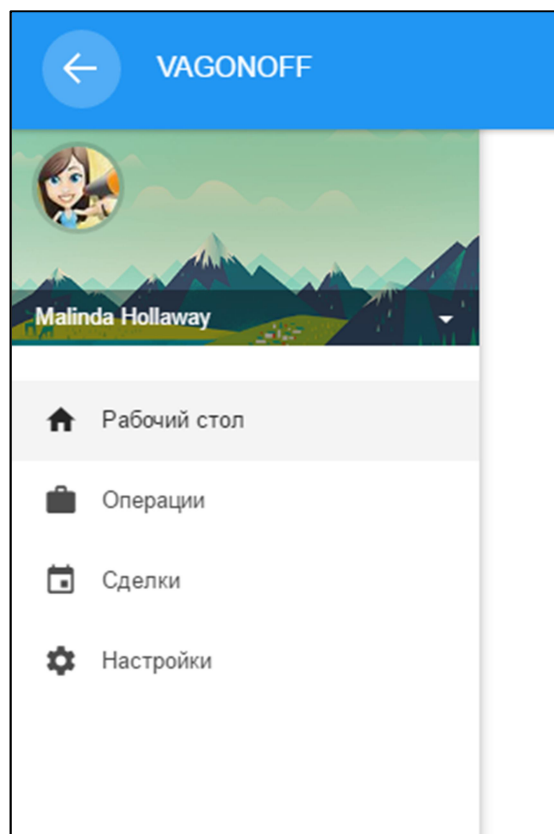 VAGONOFF
Malinda Hollaway
Рабочий стол
Операции
Сделки
Настройки